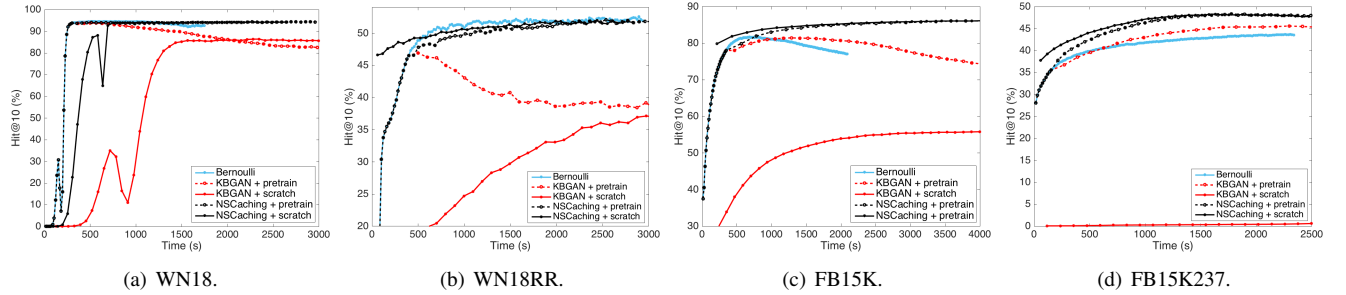 100
90
80
70
60
50
40
30
20
10
0
Hit@10 (%)
0 500 1000 1500 2000 2500 3000
Time (s)
Bernoulli
KBGAN + pretrain
KBGAN + scratch
NSCaching + pretrain
NSCaching + scratch
(a) WN18.
50
45
40
35
30
25
20
Hit@10 (%)
0 500 1000 1500 2000 2500 3000
Time (s)
Bernoulli
KBGAN + pretrain
KBGAN + scratch
NSCaching + pretrain
NSCaching + scratch
(b) WN18RR.
90
80
70
60
50
40
30
Hit@10 (%)
0 500 1000 1500 2000 2500 3000 3500 4000
Time (s)
Bernoulli
KBGAN + pretrain
KBGAN + scratch
NSCaching + pretrain
NSCaching + scratch
(c) FB15K.
50
45
40
35
30
25
20
15
10
5
0
Hit@10 (%)
0 500 1000 1500 2000 2500
Time (s)
Bernoulli
KBGAN + pretrain
KBGAN + scratch
NSCaching + pretrain
NSCaching + scratch
(d) FB15K237.